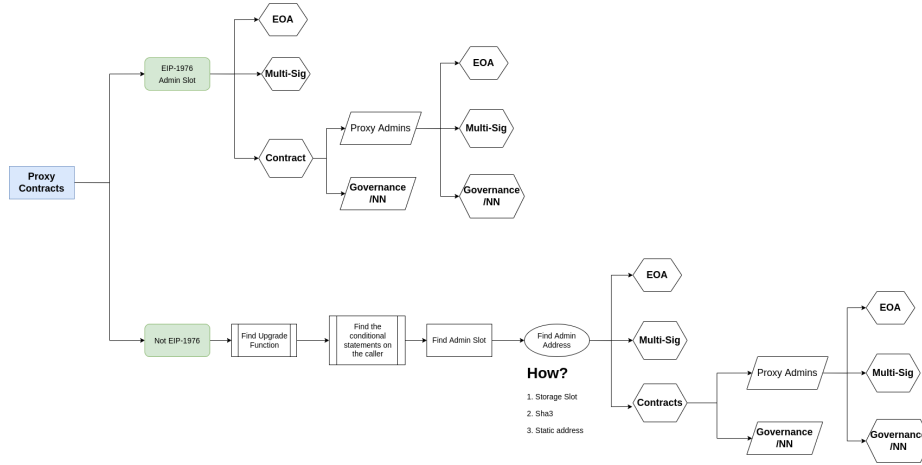 Proxy
Contracts
EIP-1976
Admin Slot
EOA
Multi-Sig
Contract
Proxy Admins
Governance
/NN
EOA
Multi-Sig
Governance
/NN
Not EIP-1976
Find Upgrade
Function
Find the
conditional
statements on
the caller
Find Admin Slot
Find Admin
Address
How?
1. Storage Slot
2. Sha3
3. Static address
EOA
Multi-Sig
Contracts
Proxy Admins
Governance
/NN
EOA
Multi-Sig
Governance
/NN